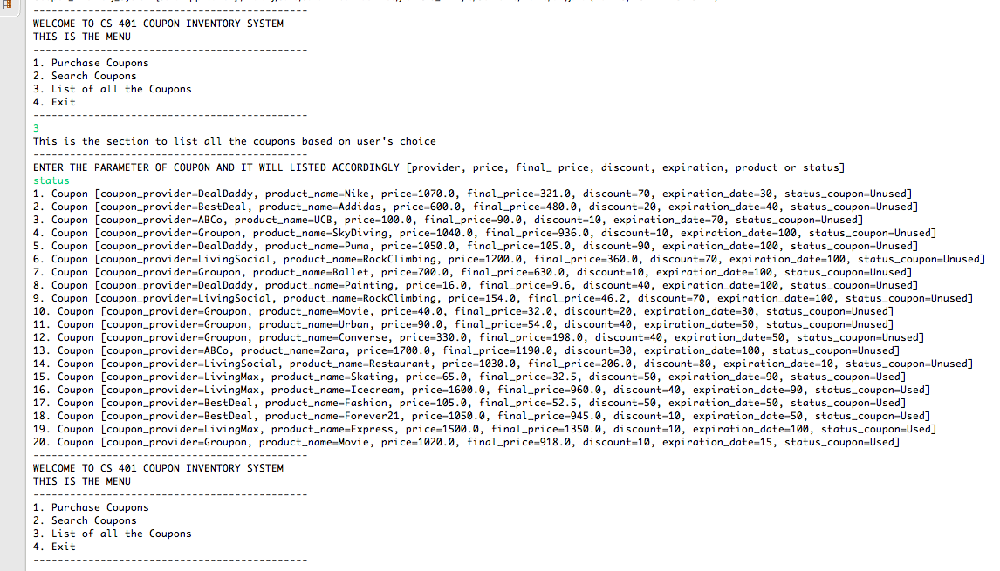 ---------------------------------------------
WELCOME TO CS 401 COUPON INVENTORY SYSTEM
THIS IS THE MENU
---------------------------------------------
1. Purchase Coupons
2. Search Coupons
3. List of all the Coupons
4. Exit
---------------------------------------------
3
This is the section to list all the coupons based on user's choice
---------------------------------------------
ENTER THE PARAMETER OF COUPON AND IT WILL LISTED ACCORDINGLY [provider, price, final_ price, discount, expiration, product or status]
status
1. Coupon [coupon_provider=DealDaddy, product_name=Nike, price=1070.0, final_price=321.0, discount=70, expiration_date=30, status_coupon=Unused]
2. Coupon [coupon_provider=BestDeal, product_name=Addidas, price=600.0, final_price=480.0, discount=20, expiration_date=40, status_coupon=Unused]
3. Coupon [coupon_provider=ABCo, product_name=UCB, price=100.0, final_price=90.0, discount=10, expiration_date=70, status_coupon=Unused]
4. Coupon [coupon_provider=Groupon, product_name=SkyDiving, price=1040.0, final_price=936.0, discount=10, expiration_date=100, status_coupon=Unused]
5. Coupon [coupon_provider=DealDaddy, product_name=Puma, price=1050.0, final_price=105.0, discount=90, expiration_date=100, status_coupon=Unused]
6. Coupon [coupon_provider=LivingSocial, product_name=RockClimbing, price=1200.0, final_price=360.0, discount=70, expiration_date=100, status_coupon=Unused]
7. Coupon [coupon_provider=Groupon, product_name=Ballet, price=700.0, final_price=630.0, discount=10, expiration_date=100, status_coupon=Unused]
8. Coupon [coupon_provider=DealDaddy, product_name=Painting, price=16.0, final_price=9.6, discount=40, expiration_date=100, status_coupon=Unused]
9. Coupon [coupon_provider=LivingSocial, product_name=RockClimbing, price=154.0, final_price=46.2, discount=70, expiration_date=100, status_coupon=Unused]
10. Coupon [coupon_provider=Groupon, product_name=Movie, price=40.0, final_price=32.0, discount=20, expiration_date=30, status_coupon=Unused]
11. Coupon [coupon_provider=Groupon, product_name=Urban, price=90.0, final_price=54.0, discount=40, expiration_date=50, status_coupon=Unused]
12. Coupon [coupon_provider=Groupon, product_name=Converse, price=330.0, final_price=198.0, discount=40, expiration_date=50, status_coupon=Unused]
13. Coupon [coupon_provider=ABCo, product_name=Zara, price=1700.0, final_price=1190.0, discount=30, expiration_date=100, status_coupon=Unused]
14. Coupon [coupon_provider=LivingSocial, product_name=Restaurant, price=1030.0, final_price=206.0, discount=80, expiration_date=10, status_coupon=Unused]
15. Coupon [coupon_provider=LivingMax, product_name=Skating, price=65.0, final_price=32.5, discount=50, expiration_date=90, status_coupon=Used]
16. Coupon [coupon_provider=LivingMax, product_name=Icecream, price=1600.0, final_price=960.0, discount=40, expiration_date=90, status_coupon=Used]
17. Coupon [coupon_provider=BestDeal, product_name=Fashion, price=105.0, final_price=52.5, discount=50, expiration_date=50, status_coupon=Used]
18. Coupon [coupon_provider=BestDeal, product_name=Forever21, price=1050.0, final_price=945.0, discount=10, expiration_date=50, status_coupon=Used]
19. Coupon [coupon_provider=LivingMax, product_name=Express, price=1500.0, final_price=1350.0, discount=10, expiration_date=100, status_coupon=Used]
20. Coupon [coupon_provider=Groupon, product_name=Movie, price=1020.0, final_price=918.0, discount=10, expiration_date=15, status_coupon=Used]
---------------------------------------------
WELCOME TO CS 401 COUPON INVENTORY SYSTEM
THIS IS THE MENU
---------------------------------------------
1. Purchase Coupons
2. Search Coupons
3. List of all the Coupons
4. Exit
---------------------------------------------